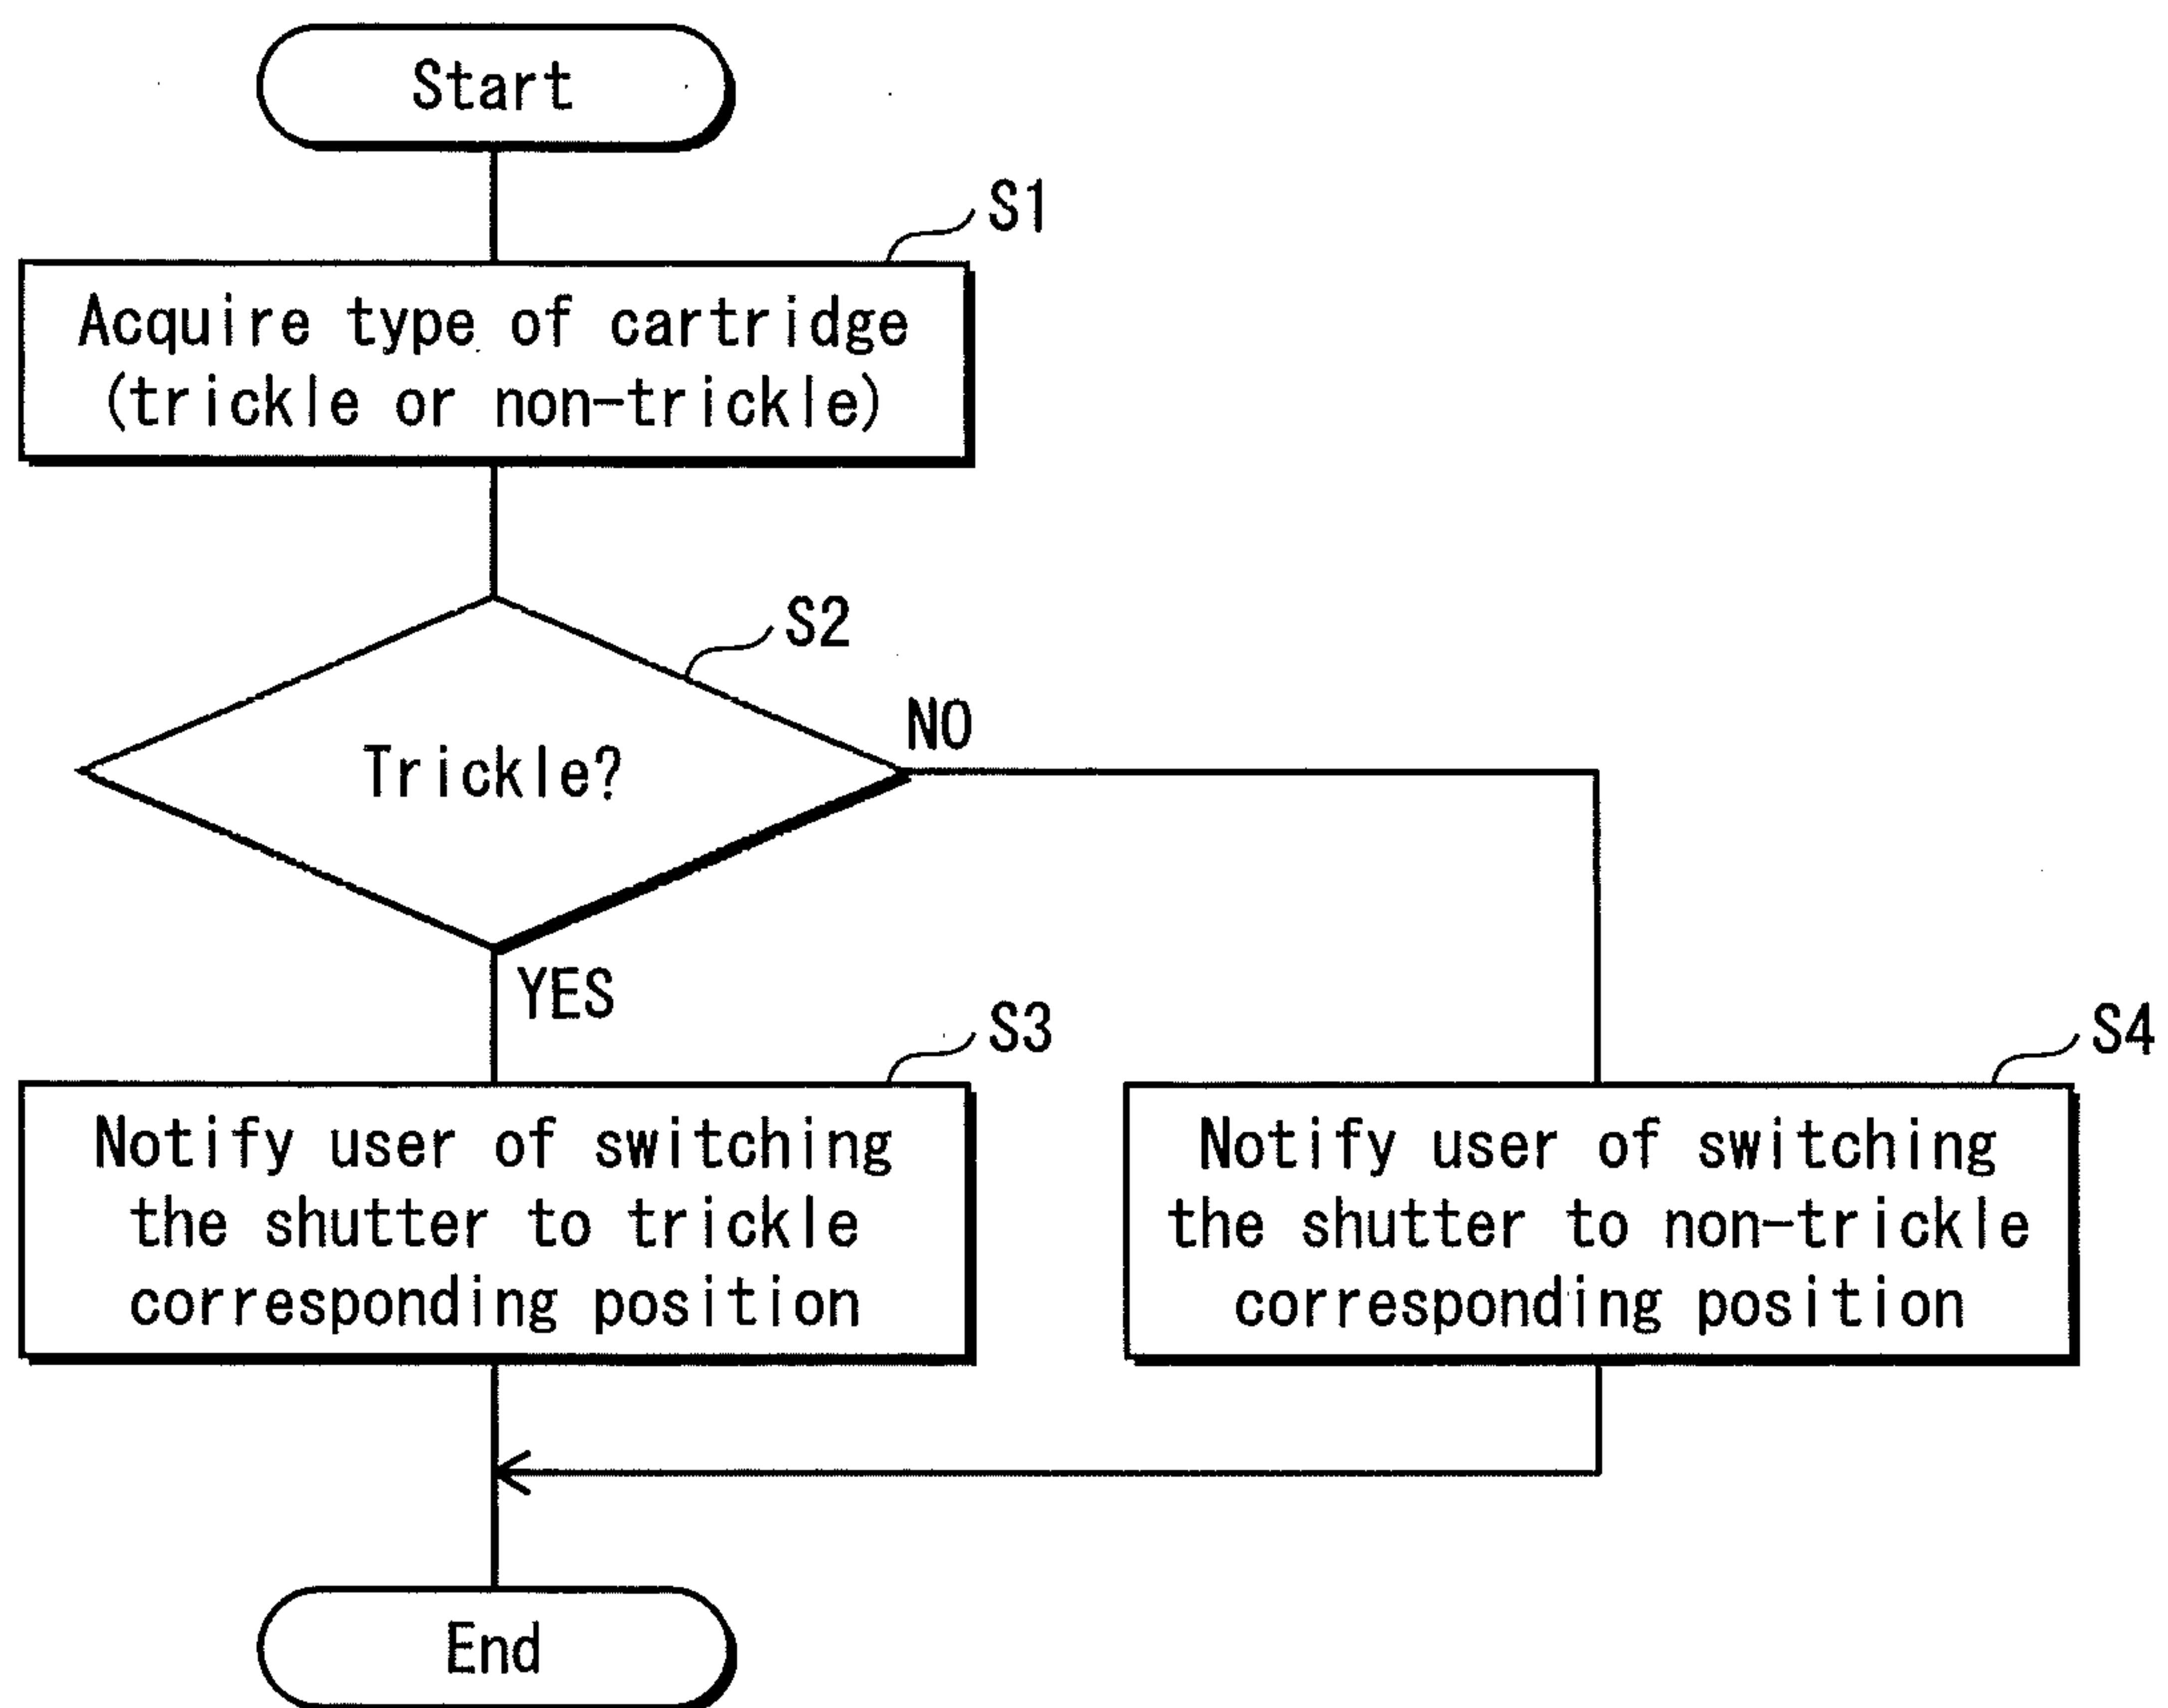 Start
S1
Acquire type of cartridge
(trickle or non-trickle)
S2
Trickle?
NO
YES
S3
Notify user of switching
the shutter to trickle
corresponding position
S4
Notify user of switching
the shutter to non-trickle
corresponding position
End